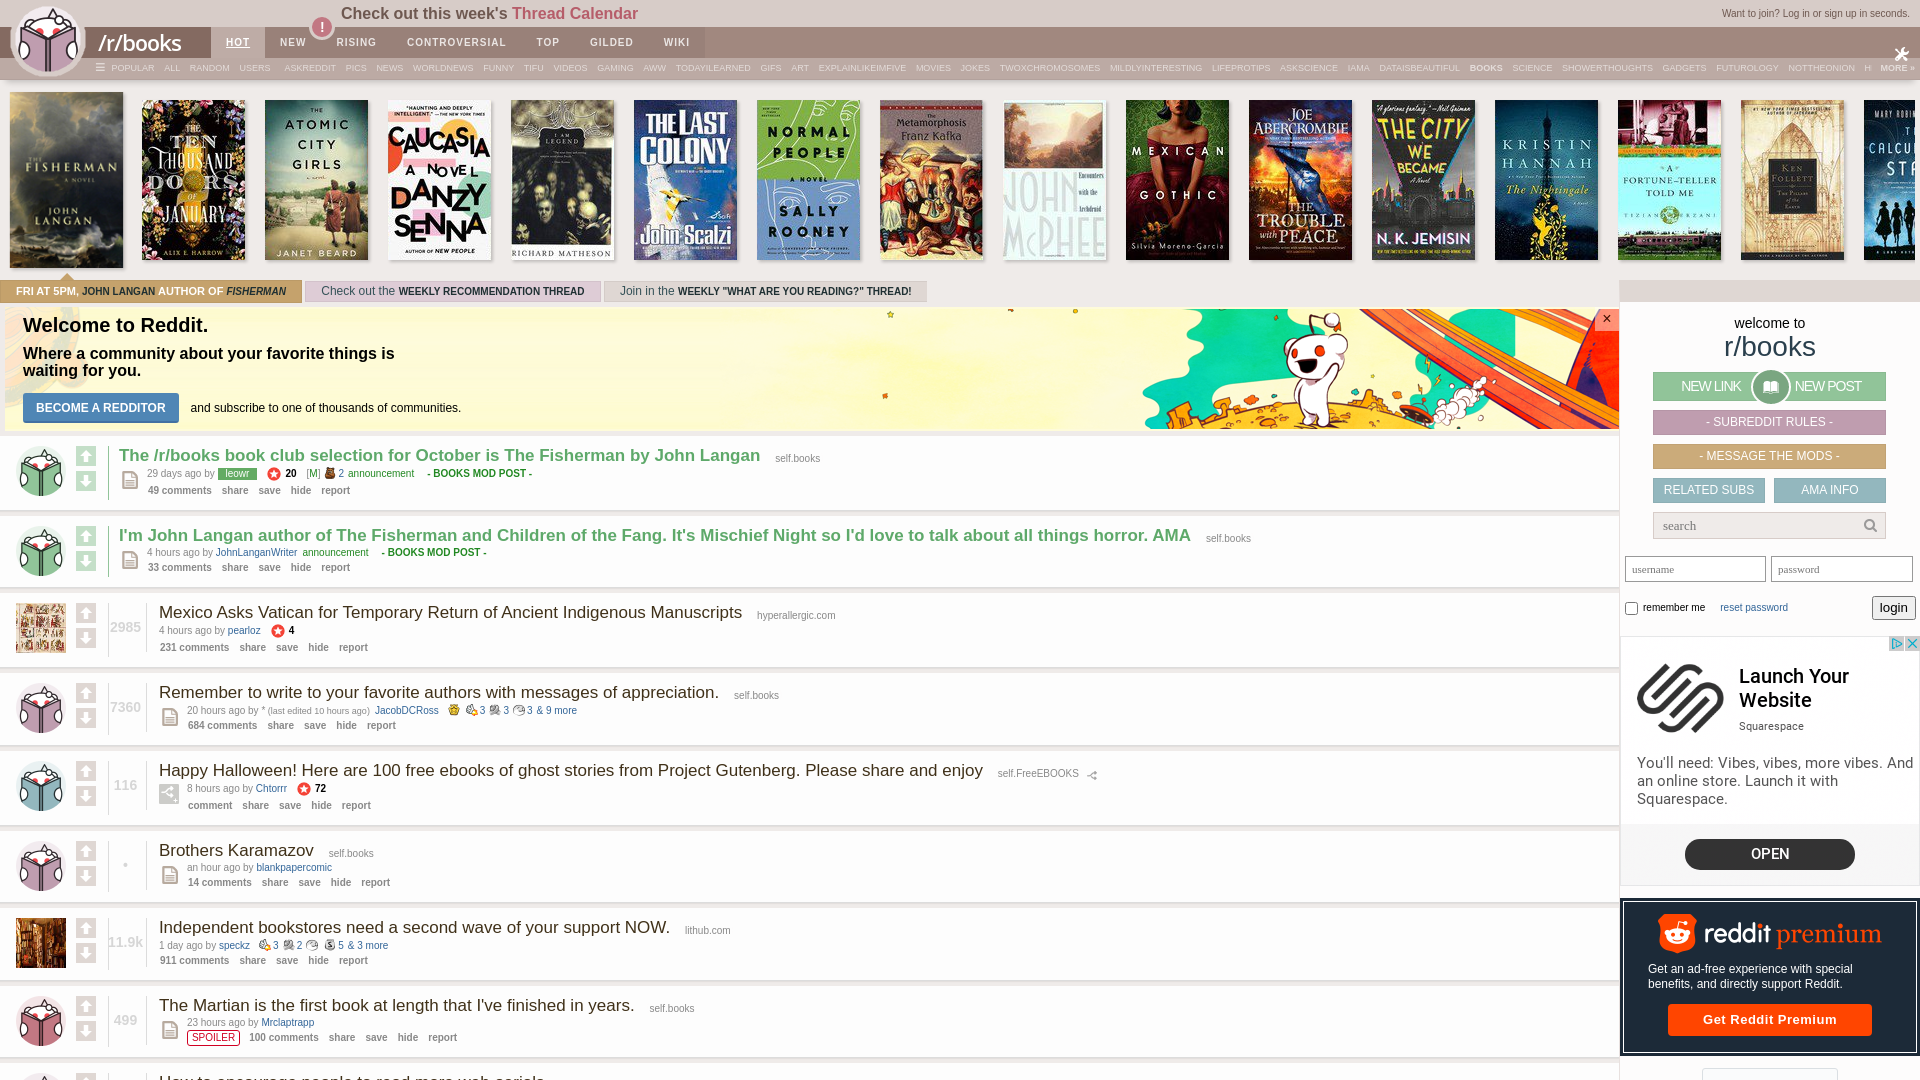 Check out this week's Thread Calendar
Want to join? Log in or sign up in seconds.
/r/books
HOT NEW RISING CONTROVERSIAL TOP GILDED WIKI
POPULAR ALL RANDOM USERS ASKREDDIT PICS NEWS WORLDNEWS FUNNY TIFU VIDEOS GAMING AWW TODAYILEARNED GIFS ART EXPLAINLIKEIMFIVE MOVIES JOKES TWOXCHROMOSOMES MILDLYINTERESTING LIFEPROTIPS ASKSCIENCE IAMA DATAISBEAUTIFUL BOOKS SCIENCE SHOWERTHOUGHTS GADGETS FUTUROLOGY NOTTHEONION H MORE »
THE
FISHERMAN
A NOVEL
JOHN
LANGAN
THE
TEN
THOUSAND
DOORS
OF
JANUARY
ALIX E. HARROW
THE
ATOMIC
CITY
GIRLS
a novel
JANET BEARD
"HAUNTING AND DEEPLY
INTELLIGENT." —THE NEW YORK TIMES
CAUCASIA
A NOVEL
DANZY
SENNA
AUTHOR OF NEW PEOPLE
I AM
LEGEND
RICHARD MATHESON
THE LAST
COLONY
John Scalzi
NORMAL
PEOPLE
A NOVEL
SALLY
ROONEY
The
Metamorphosis
Franz Kafka
JOHN
MCPHEE
Encounters
with the
Archdruid
MEXICAN
GOTHIC
Silvia Moreno-Garcia
JOE
ABERCROMBIE
THE
TROUBLE
with PEACE
"A glorious fantasy." —Neil Gaiman
THE CITY
WE
BECAME
A Novel
N. K. JEMISIN
KRISTIN
HANNAH
The Nightingale
A
FORTUNE-TELLER
TOLD ME
TIZIANO TERZANI
KEN
FOLLETT
The Pillars
of the
Earth
MARY ROBIN
TH
CALCU
STA
FRI AT 5PM, JOHN LANGAN AUTHOR OF FISHERMAN
Check out the WEEKLY RECOMMENDATION THREAD
Join in the WEEKLY "WHAT ARE YOU READING?" THREAD!
Welcome to Reddit.
Where a community about your favorite things is
waiting for you.
BECOME A REDDITOR and subscribe to one of thousands of communities.
×
The /r/books book club selection for October is The Fisherman by John Langan self.books
29 days ago by leowr 20 [M] 2 announcement - BOOKS MOD POST -
49 comments share save hide report
I'm John Langan author of The Fisherman and Children of the Fang. It's Mischief Night so I'd love to talk about all things horror. AMA self.books
4 hours ago by JohnLanganWriter announcement - BOOKS MOD POST -
33 comments share save hide report
2985
Mexico Asks Vatican for Temporary Return of Ancient Indigenous Manuscripts hyperallergic.com
4 hours ago by pearloz 4
231 comments share save hide report
7360
Remember to write to your favorite authors with messages of appreciation. self.books
20 hours ago by * (last edited 10 hours ago) JacobDCRoss 3 3 3 & 9 more
684 comments share save hide report
116
Happy Halloween! Here are 100 free ebooks of ghost stories from Project Gutenberg. Please share and enjoy self.FreeEBOOKS
8 hours ago by Chtorrr 72
comment share save hide report
•
Brothers Karamazov self.books
an hour ago by blankpapercomic
14 comments share save hide report
11.9k
Independent bookstores need a second wave of your support NOW. lithub.com
1 day ago by speckz 3 2 5 & 3 more
911 comments share save hide report
499
The Martian is the first book at length that I've finished in years. self.books
23 hours ago by Mrclaptrapp
SPOILER 100 comments share save hide report
How to encourage people to read more web serials
welcome to
r/books
NEW LINK NEW POST
- SUBREDDIT RULES -
- MESSAGE THE MODS -
RELATED SUBS AMA INFO
search
username password
remember me reset password login
Launch Your
Website
Squarespace
You'll need: Vibes, vibes, more vibes. And
an online store. Launch it with
Squarespace.
OPEN
reddit premium
Get an ad-free experience with special
benefits, and directly support Reddit.
Get Reddit Premium